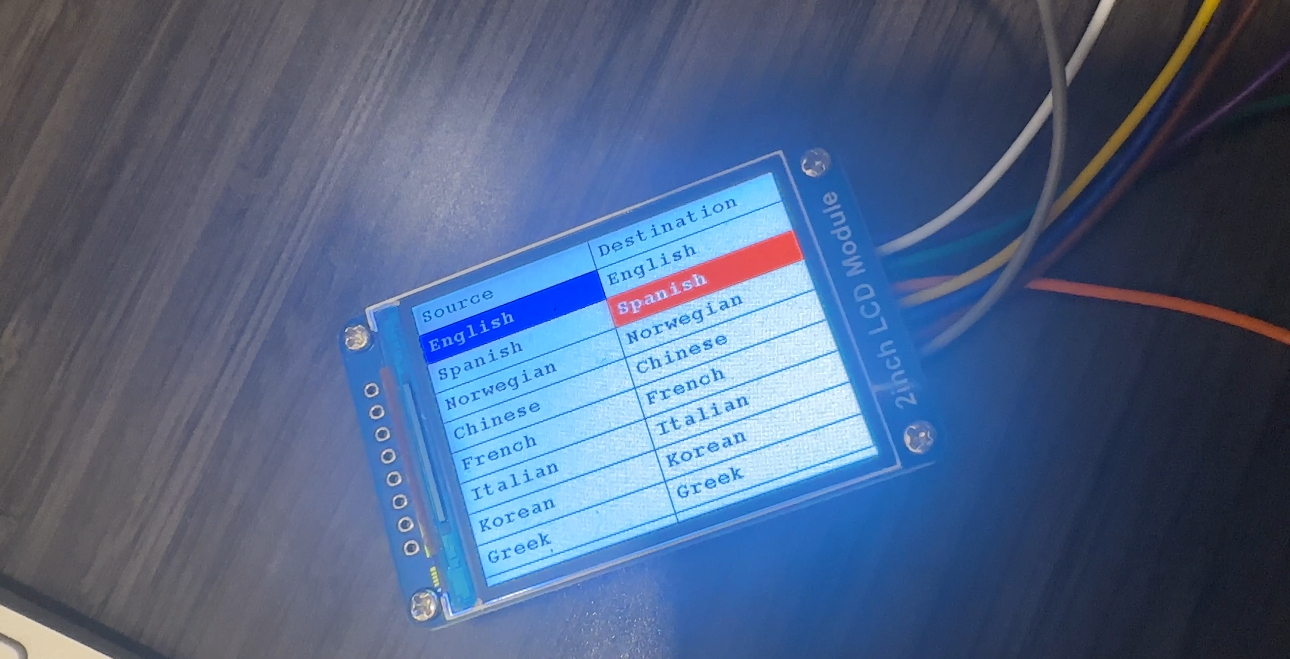 Source Destination
English English
Spanish Spanish
Norwegian Norwegian
Chinese Chinese
French French
Italian Italian
Korean Korean
Greek Greek
2inch LCD Module